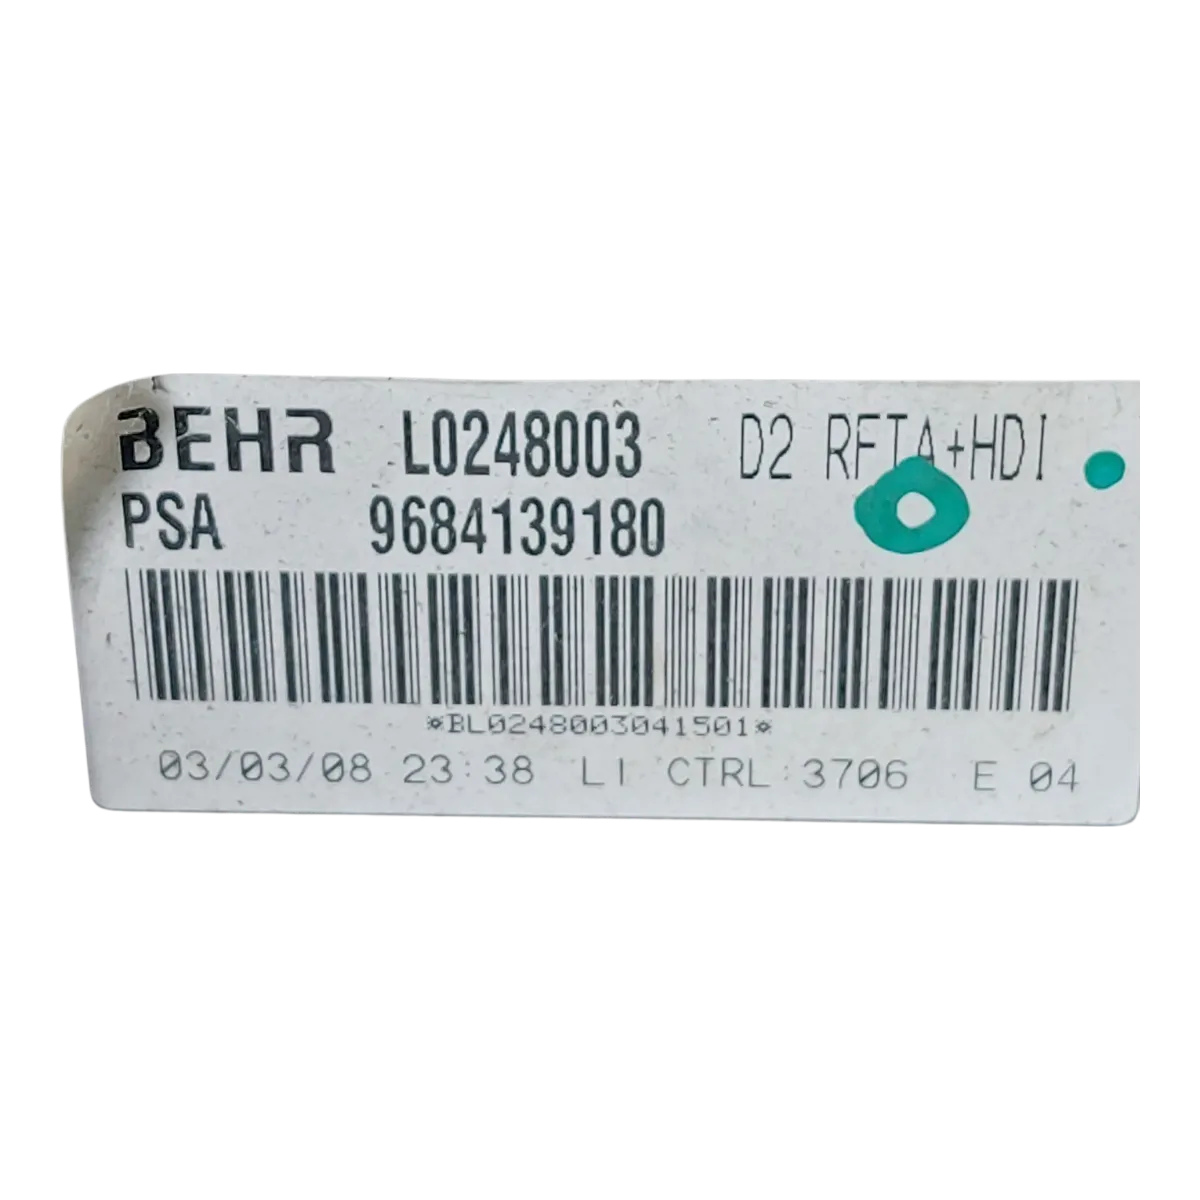 BEHR L0248003 D2 RFTA+HDI
PSA 9684139180
*BL0248003041501*
03/03/08 23:38 LI CTRL:3706 E 04